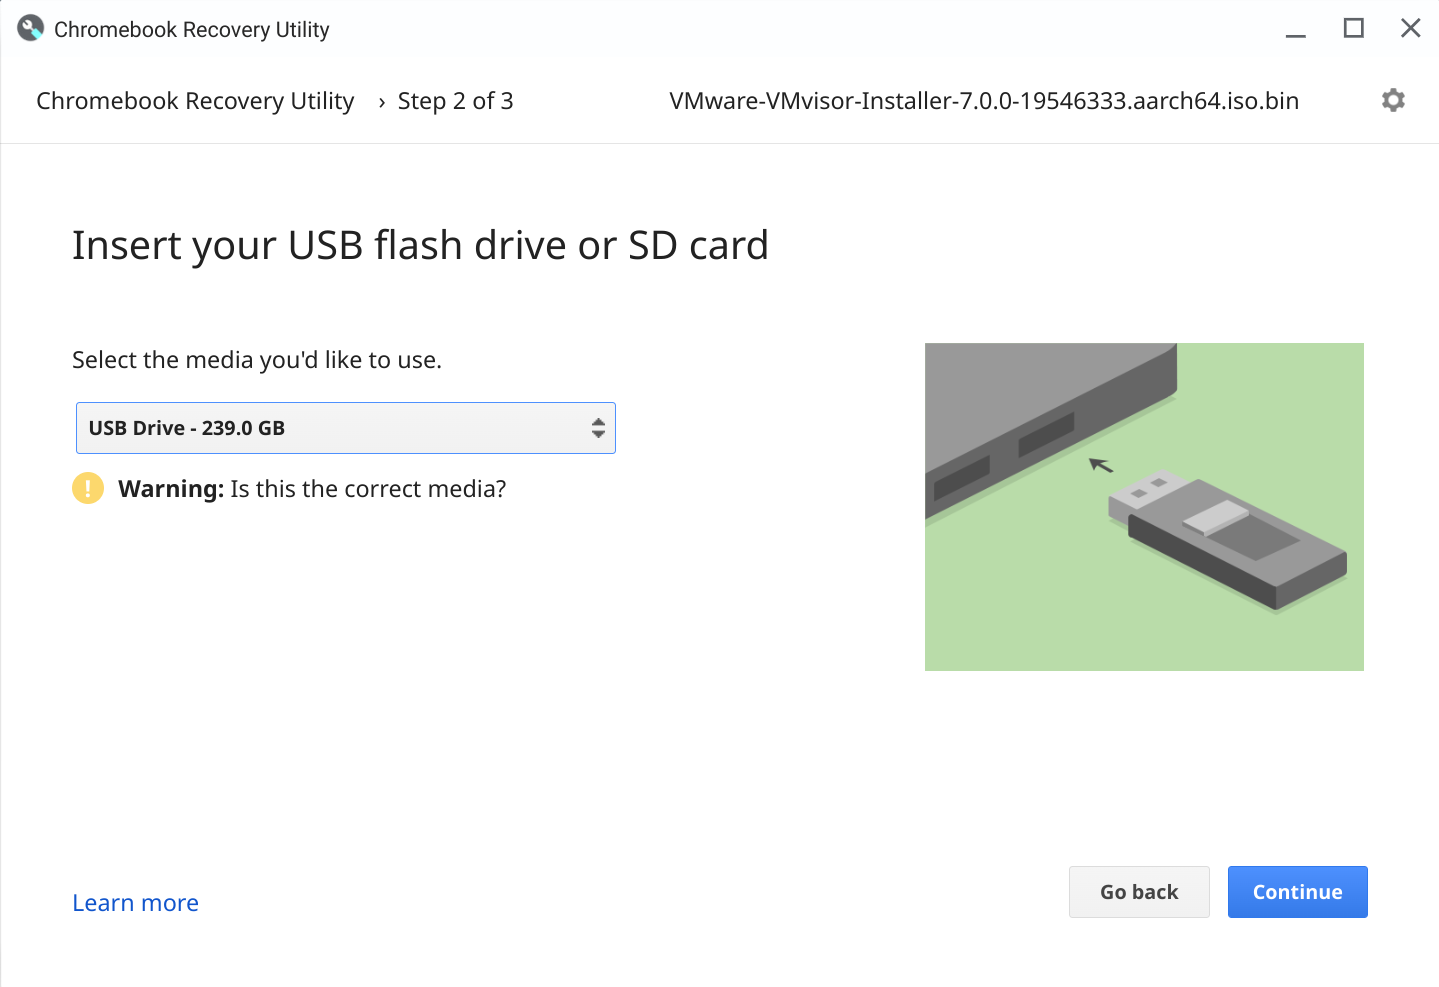 Chromebook Recovery Utility
Chromebook Recovery Utility › Step 2 of 3 VMware-VMvisor-Installer-7.0.0-19546333.aarch64.iso.bin
Insert your USB flash drive or SD card
Select the media you'd like to use.
USB Drive - 239.0 GB
! Warning: Is this the correct media?
Learn more Go back Continue